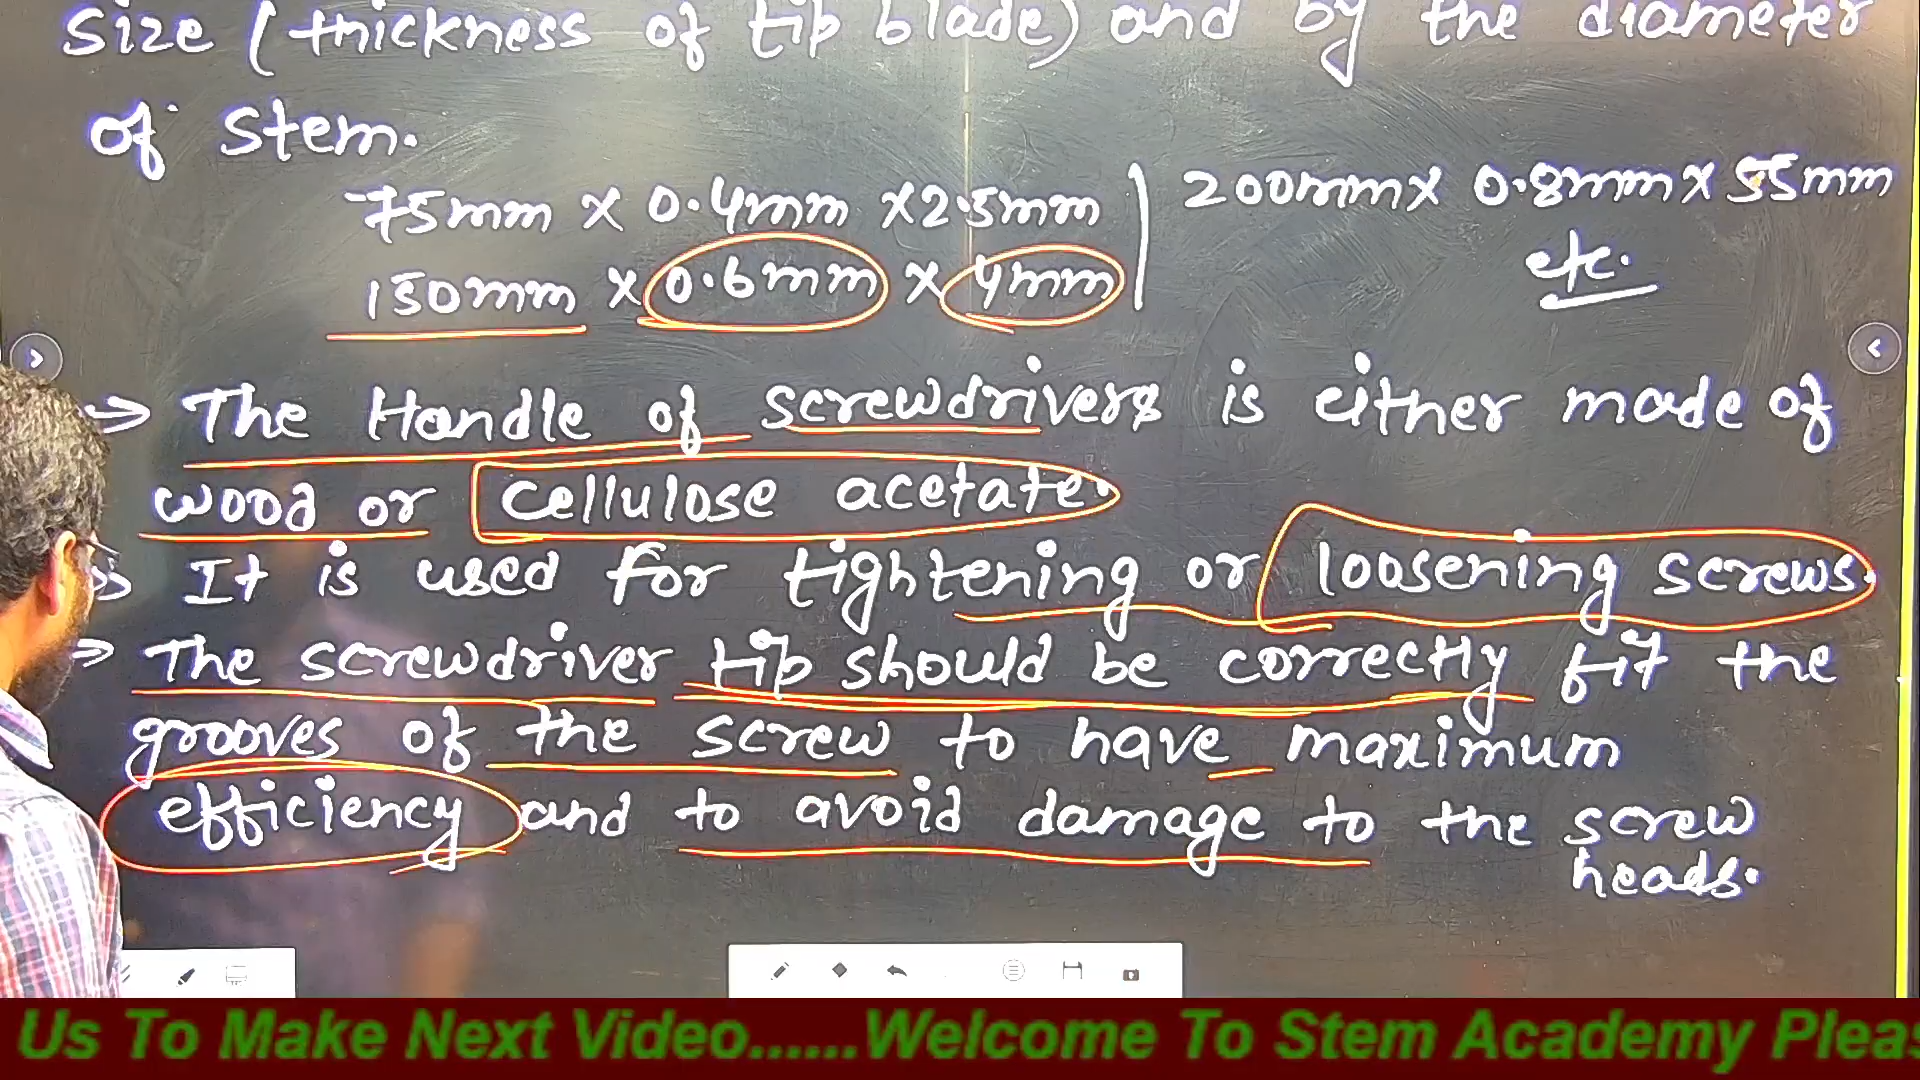 size (thickness of tip blade) and by the diameter
of stem.
75mm x 0.4mm x2.5mm | 200mmx 0.8mmx55mm
150mm x 0.6mm x 4mm | etc.
→ The Handle of screwdrivers is either made of
wood or cellulose acetate.
→ It is used for tightening or loosening screws.
→ The screwdriver tip should be correctly fit the
grooves of the screw to have maximum
efficiency and to avoid damage to the screw
heads.
Us To Make Next Video......Welcome To Stem Academy Pleas